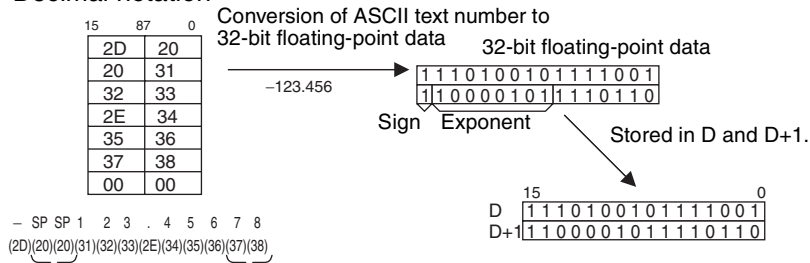 Decimal notation
15 87 0
2D 20
20 31
32 33
2E 34
35 36
37 38
00 00
Conversion of ASCII text number to
32-bit floating-point data
−123.456
32-bit floating-point data
1 1 1 0 1 0 0 1 0 1 1 1 1 0 0 1
1 1 0 0 0 0 1 0 1 1 1 1 0 1 1 0
Sign Exponent
Stored in D and D+1.
15 0
D 1 1 1 0 1 0 0 1 0 1 1 1 1 0 0 1
D+1 1 1 0 0 0 0 1 0 1 1 1 1 0 1 1 0
− SP SP 1 2 3 . 4 5 6 7 8
(2D)(20)(20)(31)(32)(33)(2E)(34)(35)(36)(37)(38)